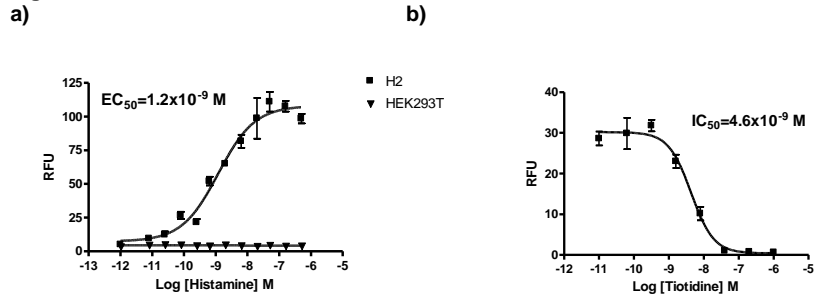 a)
b)
EC50=1.2x10-9 M
H2
HEK293T
RFU
125
100
75
50
25
0
-13 -12 -11 -10 -9 -8 -7 -6 -5
Log [Histamine] M
IC50=4.6x10-9 M
RFU
40
30
20
10
0
-12 -11 -10 -9 -8 -7 -6 -5
Log [Tiotidine] M